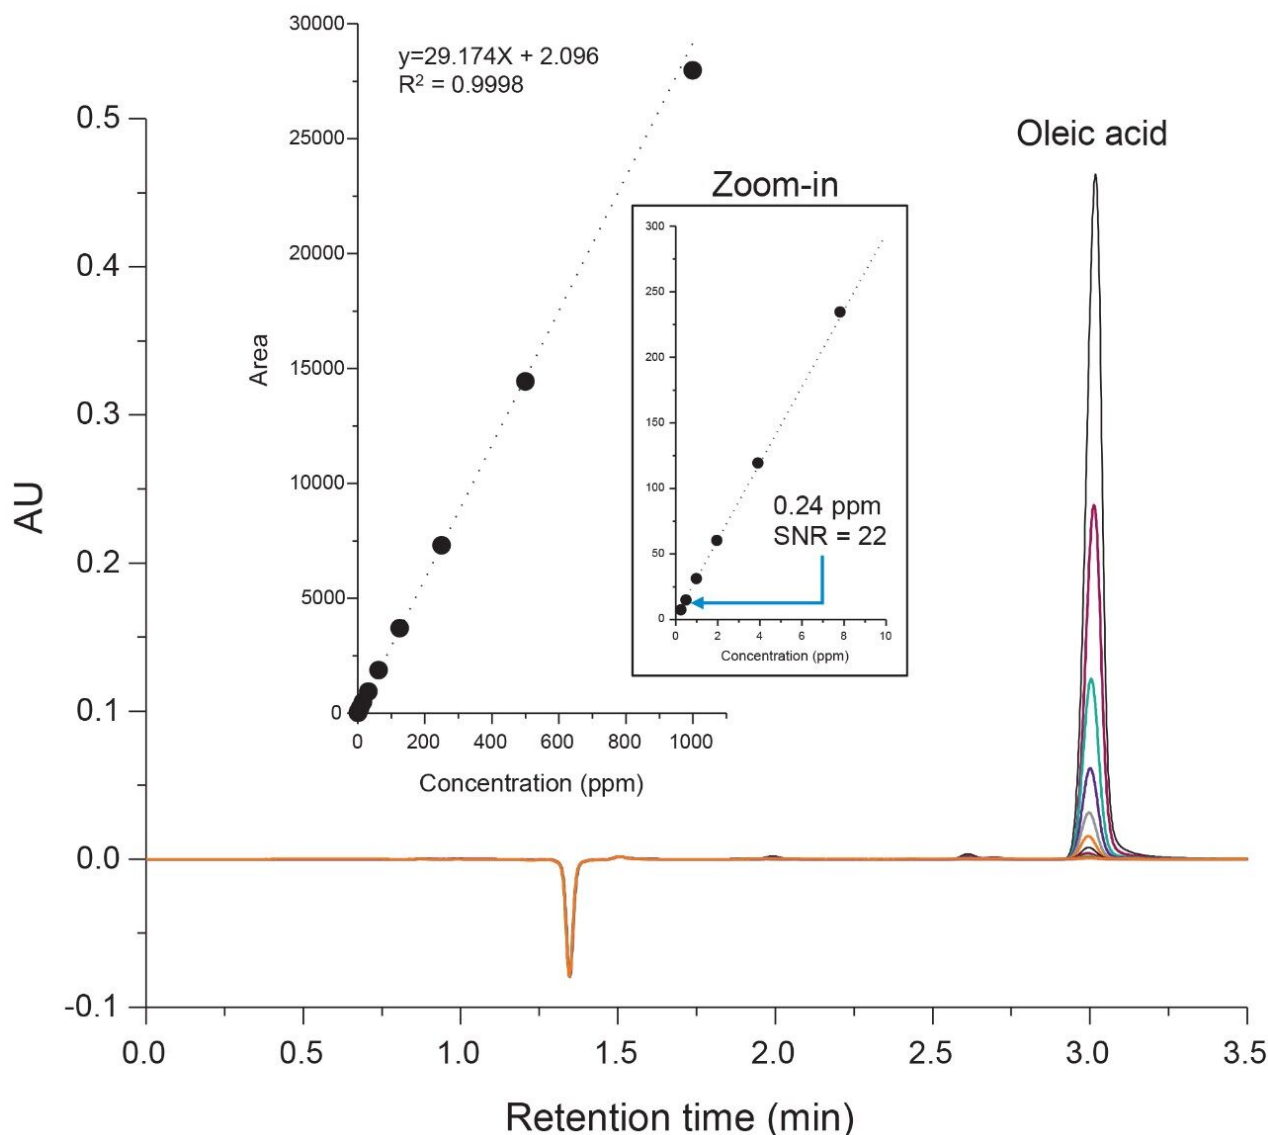 30000
25000
20000
15000
10000
5000
0
Area
y=29.174X + 2.096
R² = 0.9998
0 200 400 600 800 1000
Concentration (ppm)
Zoom-in
300
250
200
150
100
50
0
0.24 ppm
SNR = 22
0 2 4 6 8 10
Concentration (ppm)
Oleic acid
0.5
0.4
0.3
0.2
0.1
0.0
-0.1
AU
0.0 0.5 1.0 1.5 2.0 2.5 3.0 3.5
Retention time (min)